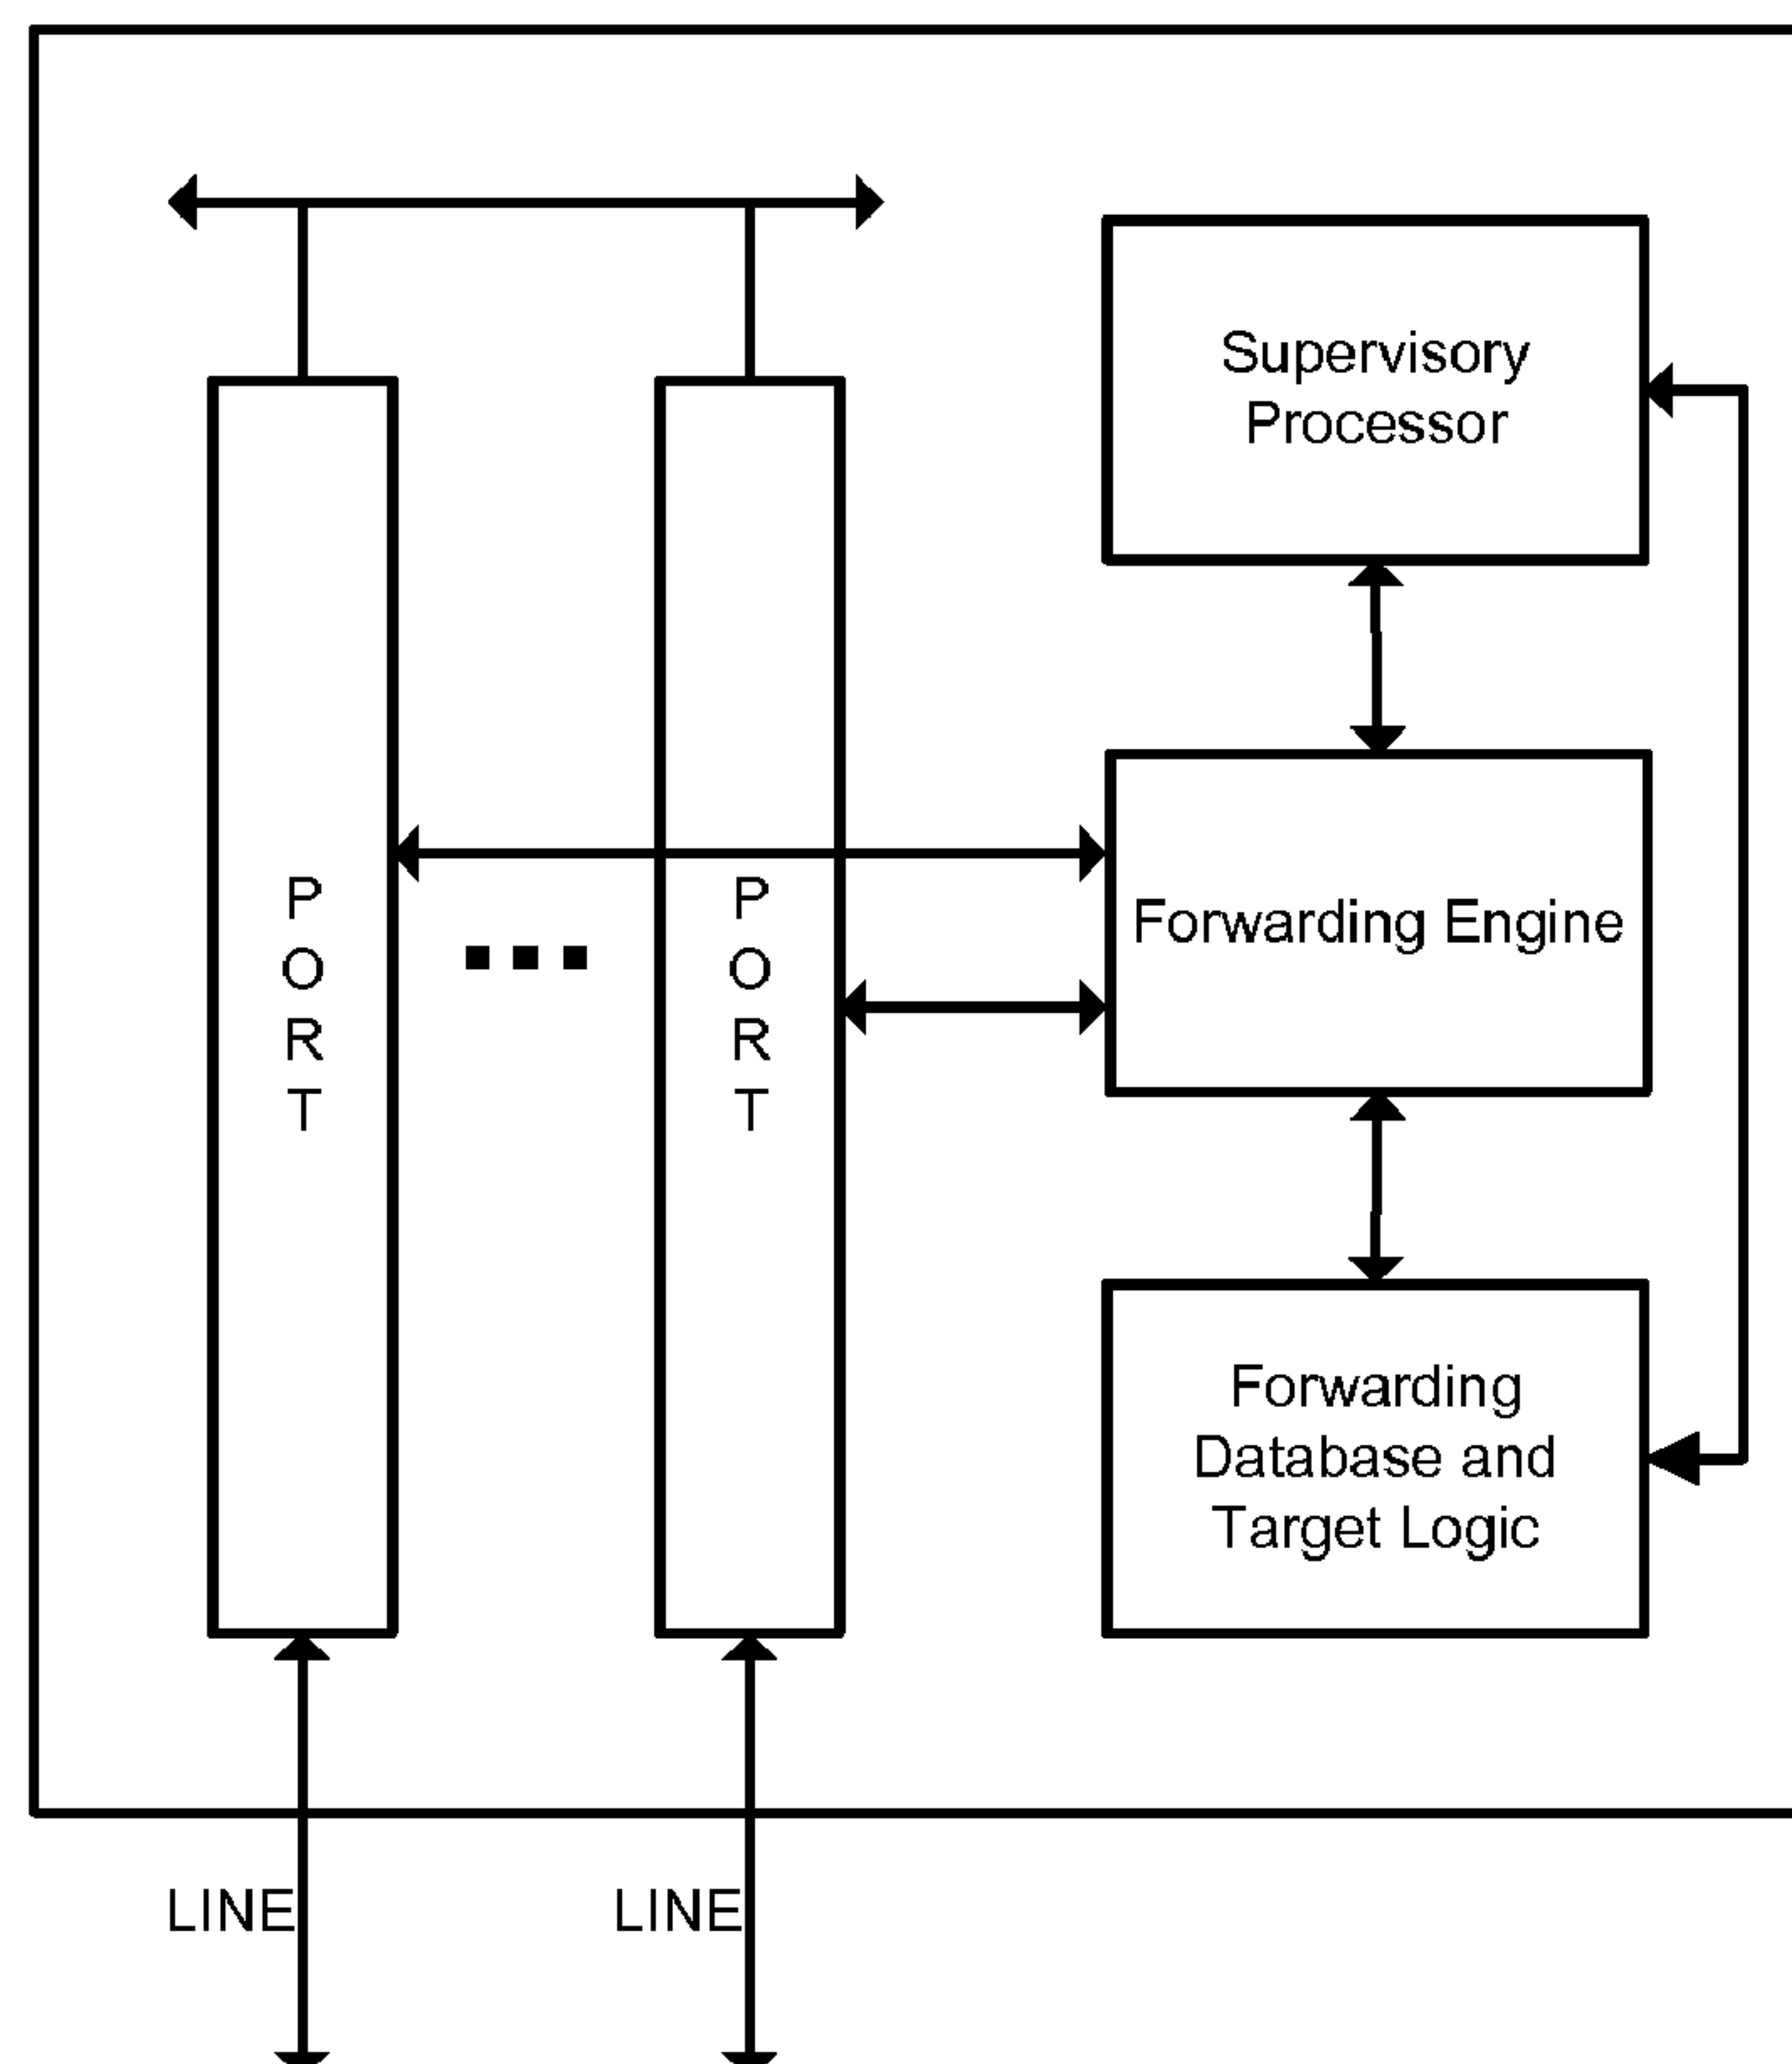 Supervisory
Processor
P
O
R
T
P
O
R
T
Forwarding Engine
Forwarding
Database and
Target Logic
LINE
LINE